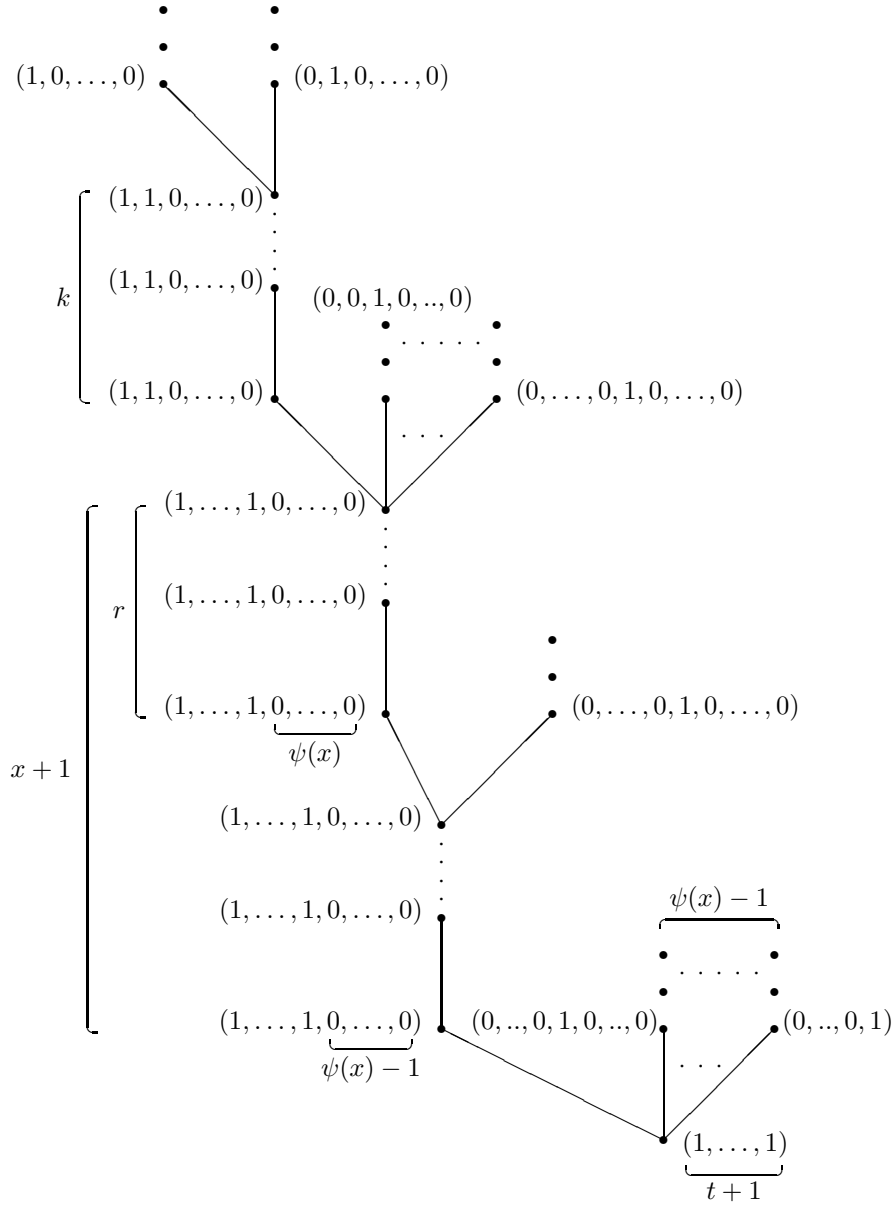 (1, 0, . . . , 0) (0, 1, 0, . . . , 0)
(1, 1, 0, . . . , 0)
(1, 1, 0, . . . , 0)
k
(0, 0, 1, 0, .., 0)
(1, 1, 0, . . . , 0) (0, . . . , 0, 1, 0, . . . , 0)
(1, . . . , 1, 0, . . . , 0)
(1, . . . , 1, 0, . . . , 0)
r
(1, . . . , 1, 0, . . . , 0) (0, . . . , 0, 1, 0, . . . , 0)
ψ(x)
x + 1
(1, . . . , 1, 0, . . . , 0)
ψ(x) − 1
(1, . . . , 1, 0, . . . , 0)
(1, . . . , 1, 0, . . . , 0) (0, .., 0, 1, 0, .., 0) (0, .., 0, 1)
ψ(x) − 1
(1, . . . , 1)
t + 1